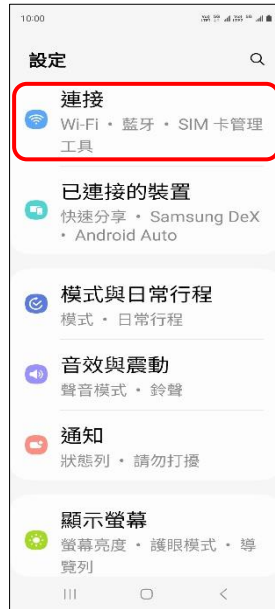 10:00
設定
連接
Wi-Fi • 藍牙 • SIM 卡管理
工具
已連接的裝置
快速分享 • Samsung DeX
• Android Auto
模式與日常行程
模式 • 日常行程
音效與震動
聲音模式 • 鈴聲
通知
狀態列 • 請勿打擾
顯示螢幕
螢幕亮度 • 護眼模式 • 導
覽列